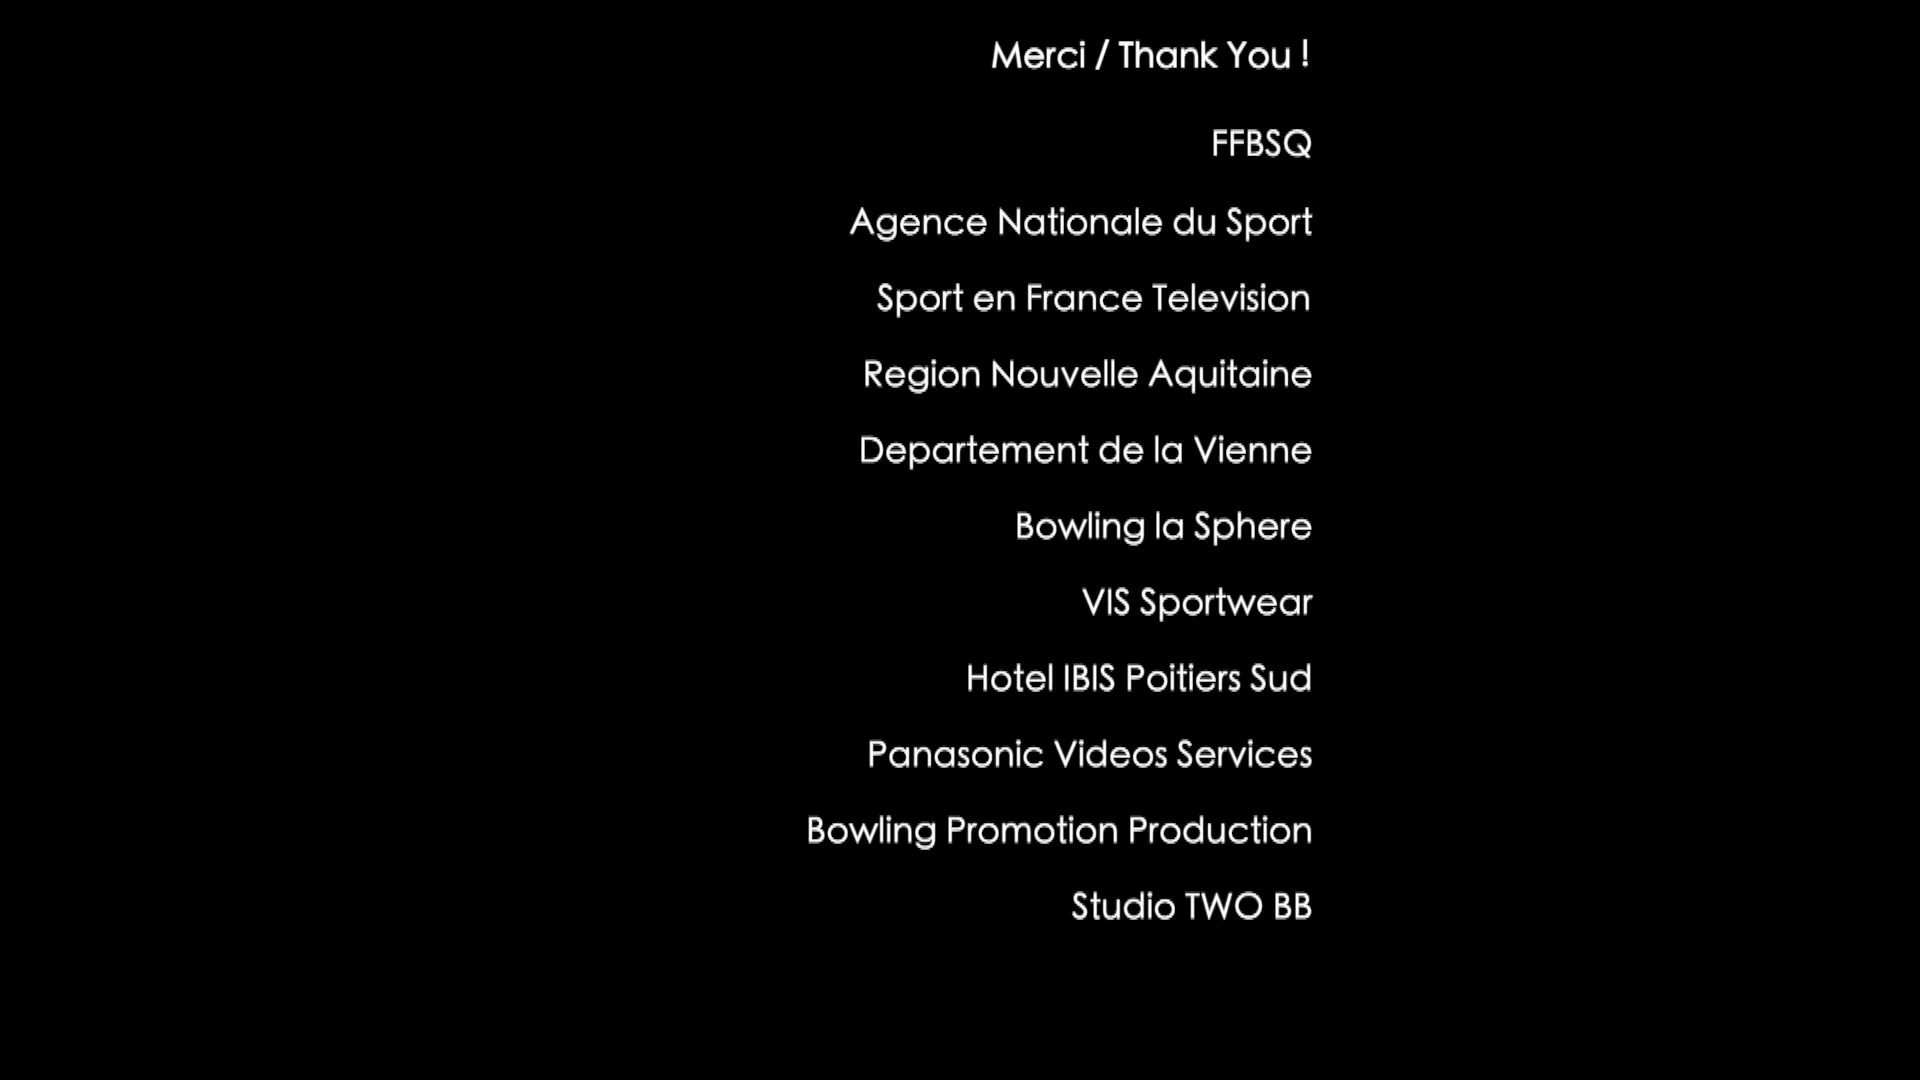 Merci / Thank You !
FFBSQ
Agence Nationale du Sport
Sport en France Television
Region Nouvelle Aquitaine
Departement de la Vienne
Bowling la Sphere
VIS Sportwear
Hotel IBIS Poitiers Sud
Panasonic Videos Services
Bowling Promotion Production
Studio TWO BB